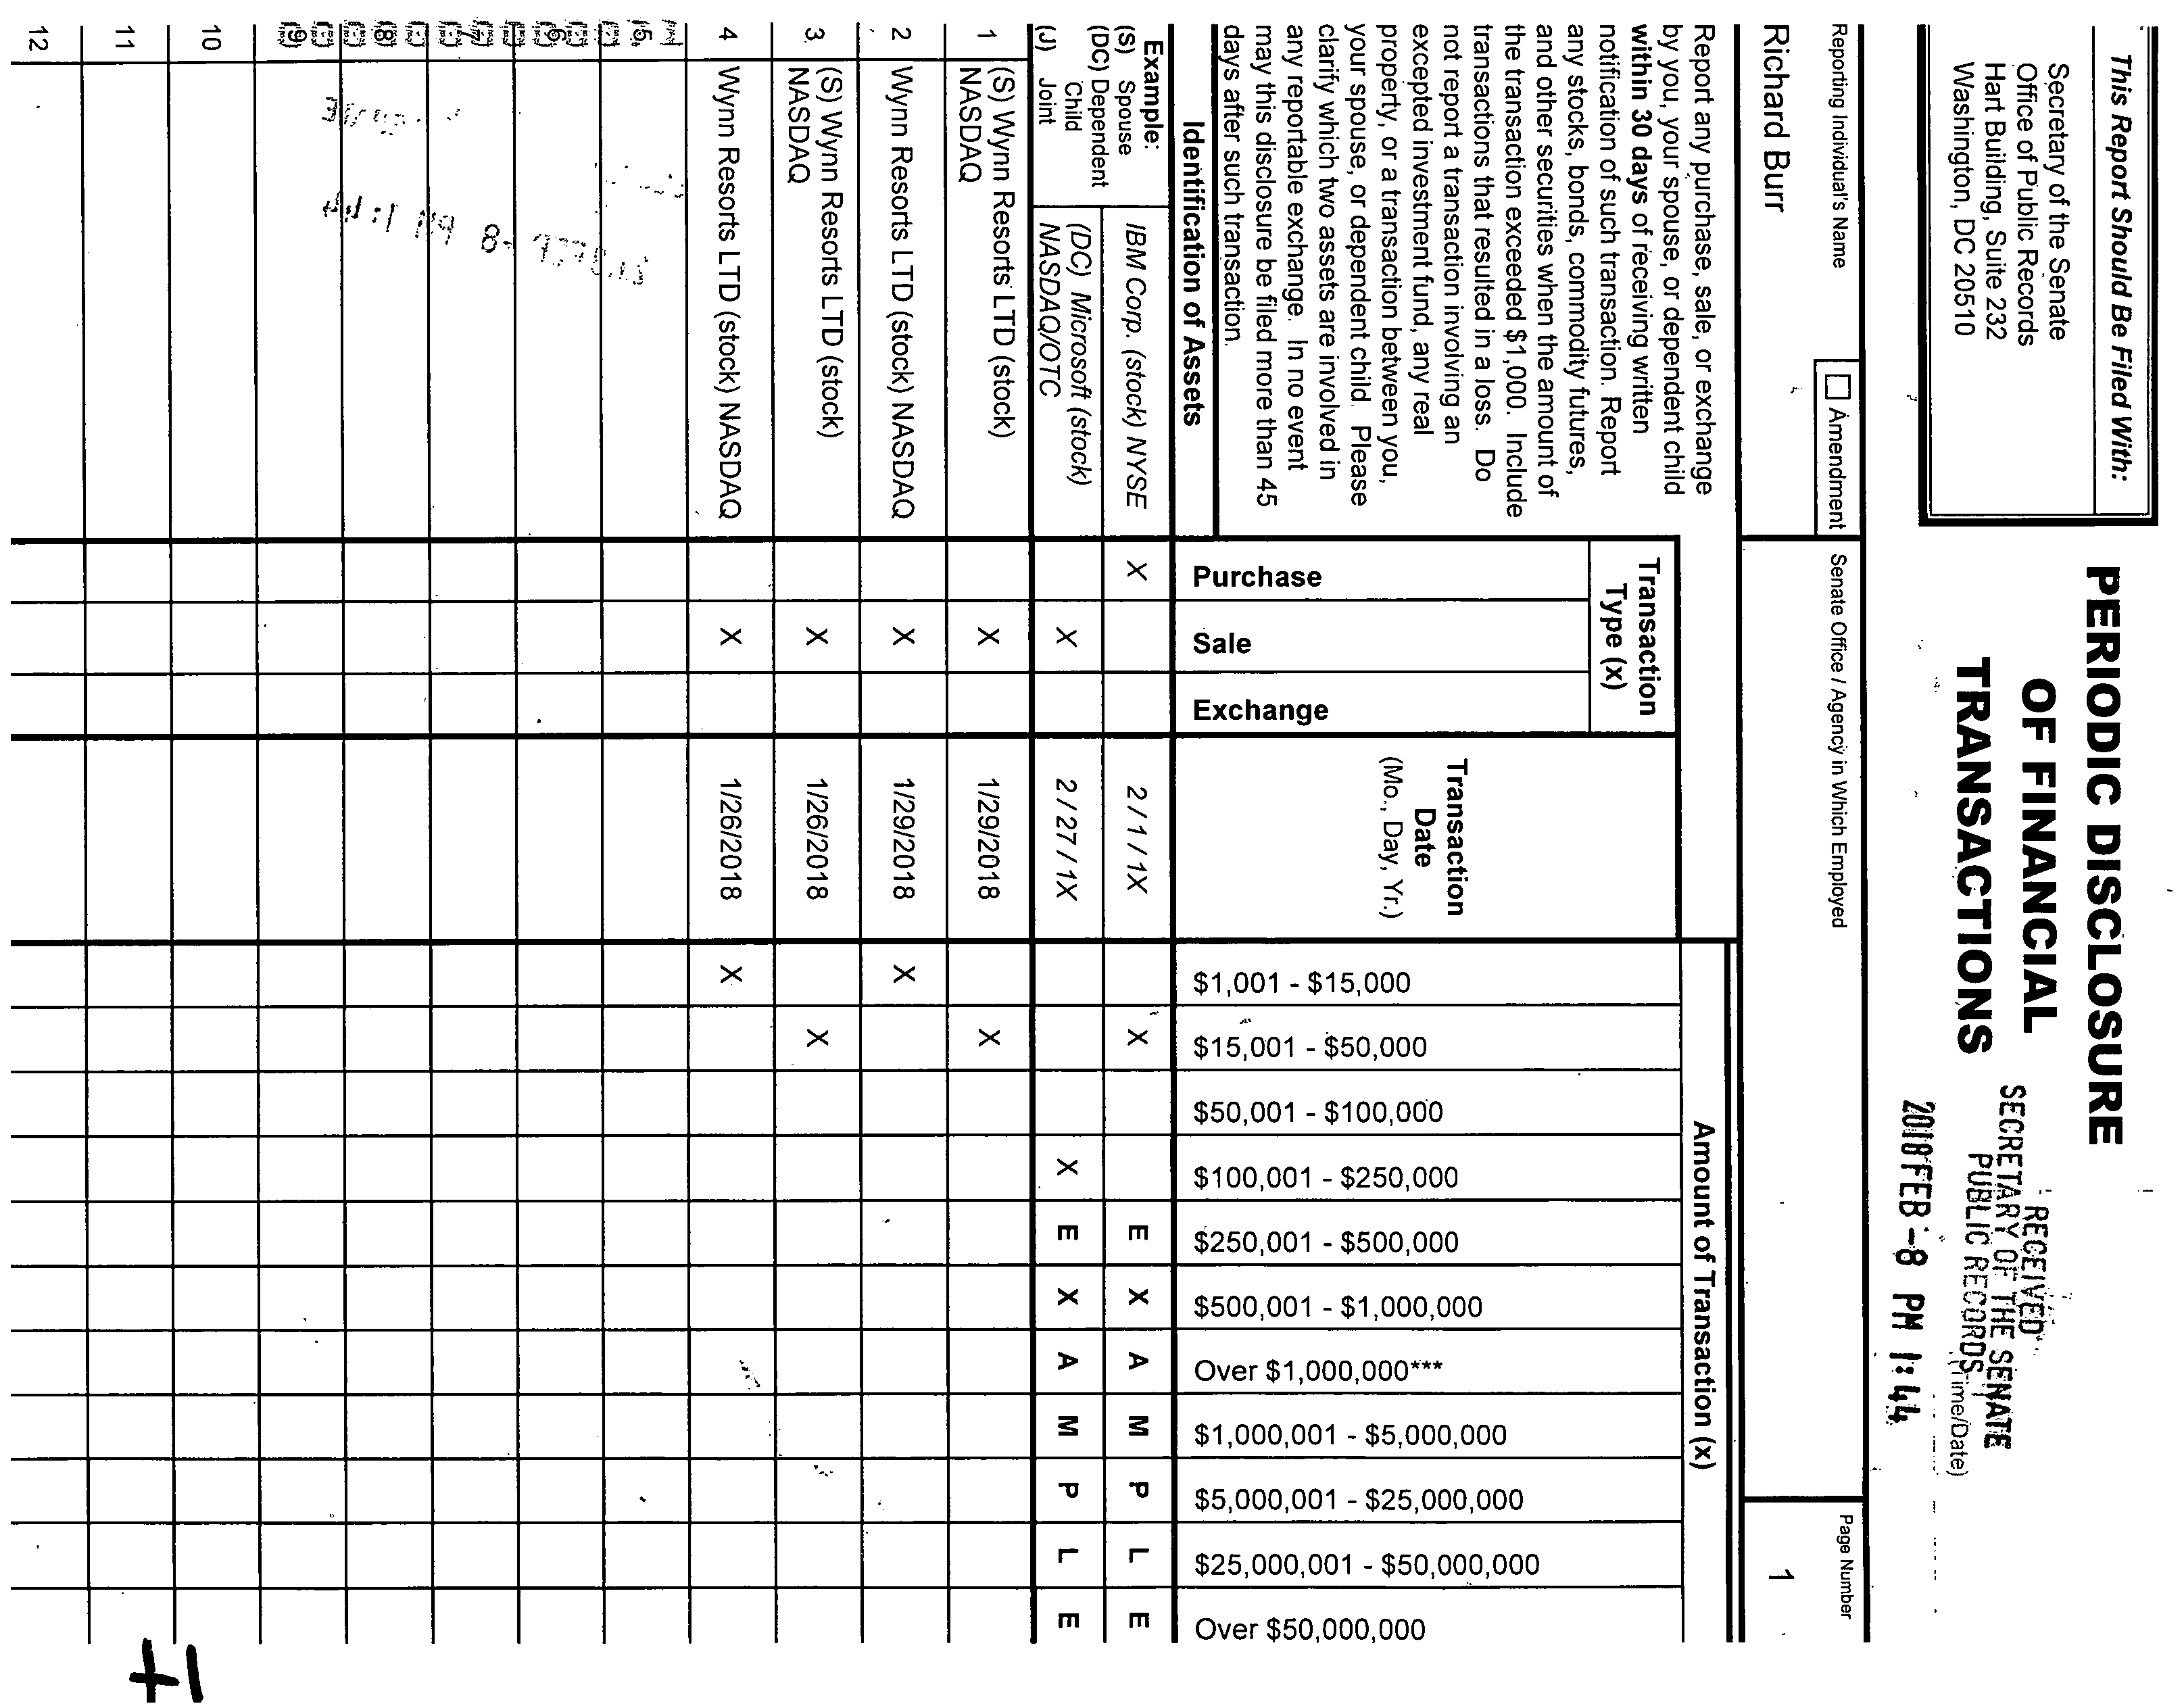 This Report Should Be Filed With:
Secretary of the Senate
Office of Public Records
Hart Building, Suite 232
Washington, DC 20510
PERIODIC DISCLOSURE
OF FINANCIAL
TRANSACTIONS
RECEIVED
SECRETARY OF THE SENATE
PUBLIC RECORDS
(Time/Date)
2018 FEB -8 PM 1:44
Reporting Individual's Name
Amendment
Senate Office / Agency in Which Employed
Page Number
Richard Burr
1
Report any purchase, sale, or exchange
by you, your spouse, or dependent child
within 30 days of receiving written
notification of such transaction. Report
any stocks, bonds, commodity futures,
and other securities when the amount of
the transaction exceeded $1,000. Include
transactions that resulted in a loss. Do
not report a transaction involving an
excepted investment fund, any real
property, or a transaction between you,
your spouse, or dependent child. Please
clarify which two assets are involved in
any reportable exchange. In no event
may this disclosure be filed more than 45
days after such transaction.
Identification of Assets
Transaction
Type (x)
Purchase
Sale
Exchange
Transaction
Date
(Mo., Day, Yr.)
Amount of Transaction (x)
$1,001 - $15,000
$15,001 - $50,000
$50,001 - $100,000
$100,001 - $250,000
$250,001 - $500,000
$500,001 - $1,000,000
Over $1,000,000***
$1,000,001 - $5,000,000
$5,000,001 - $25,000,000
$25,000,001 - $50,000,000
Over $50,000,000
Example:
(S) Spouse
(DC) Dependent
Child
(J) Joint
IBM Corp. (stock) NYSE X 2 / 1 / 1X X E X A M P L E
(DC) Microsoft (stock)
NASDAQ/OTC X 2 / 27 / 1X X E X A M P L E
1 (S) Wynn Resorts LTD (stock)
NASDAQ X 1/29/2018 X
2 Wynn Resorts LTD (stock) NASDAQ X 1/29/2018 X
3 (S) Wynn Resorts LTD (stock)
NASDAQ X 1/26/2018 X
4 Wynn Resorts LTD (stock) NASDAQ X 1/26/2018 X
5
6
7
8
9
10
11
12